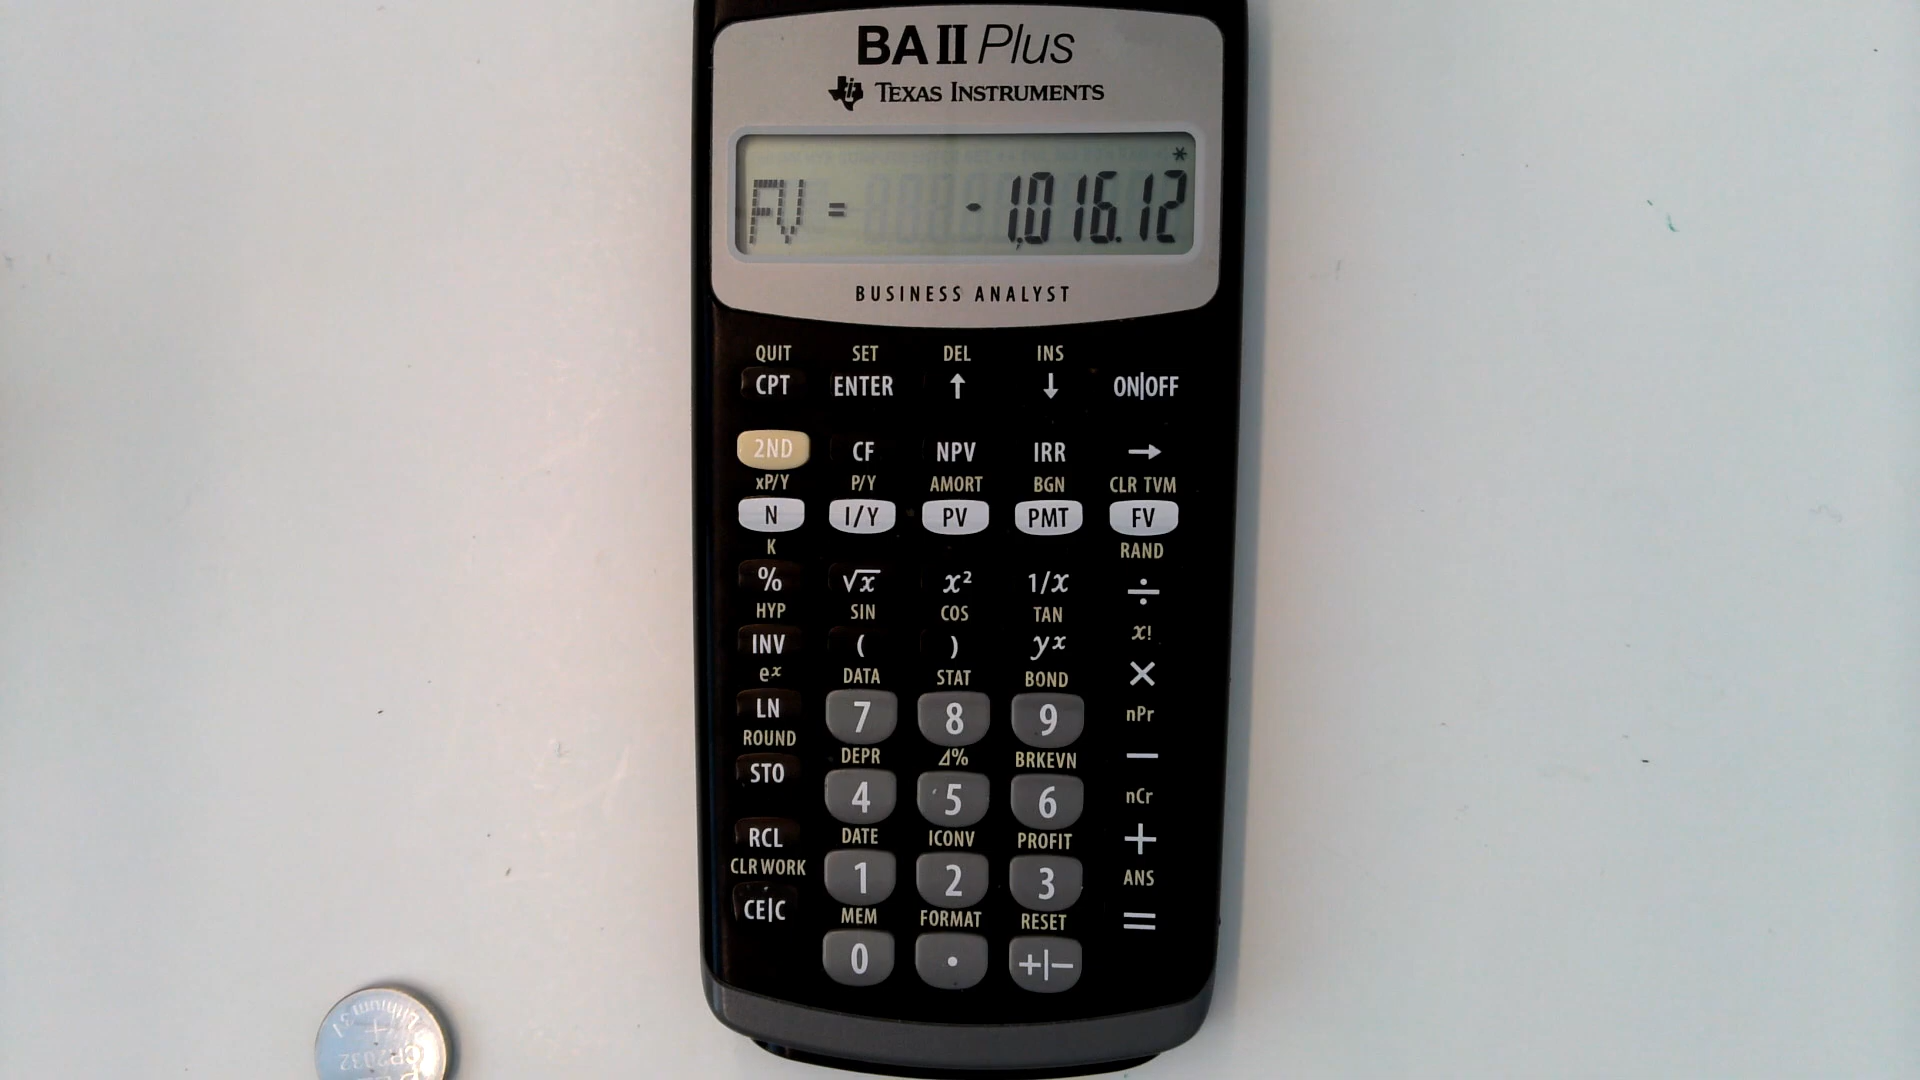 BA II Plus
TEXAS INSTRUMENTS
*
FV = -1,016.12
BUSINESS ANALYST
QUIT SET DEL INS
CPT ENTER ↑ ↓ ON|OFF
2ND CF NPV IRR →
xP/Y P/Y AMORT BGN CLR TVM
N I/Y PV PMT FV
K RAND
% √x x² 1/x ÷
HYP SIN COS TAN x!
INV ( ) yˣ ×
eˣ DATA STAT BOND nPr
LN 7 8 9 −
ROUND DEPR Δ% BRKEVN nCr
STO 4 5 6 +
DATE ICONV PROFIT ANS
RCL 1 2 3 =
CLR WORK MEM FORMAT RESET
CE|C 0 . +|−
Lithium
+
CR2032